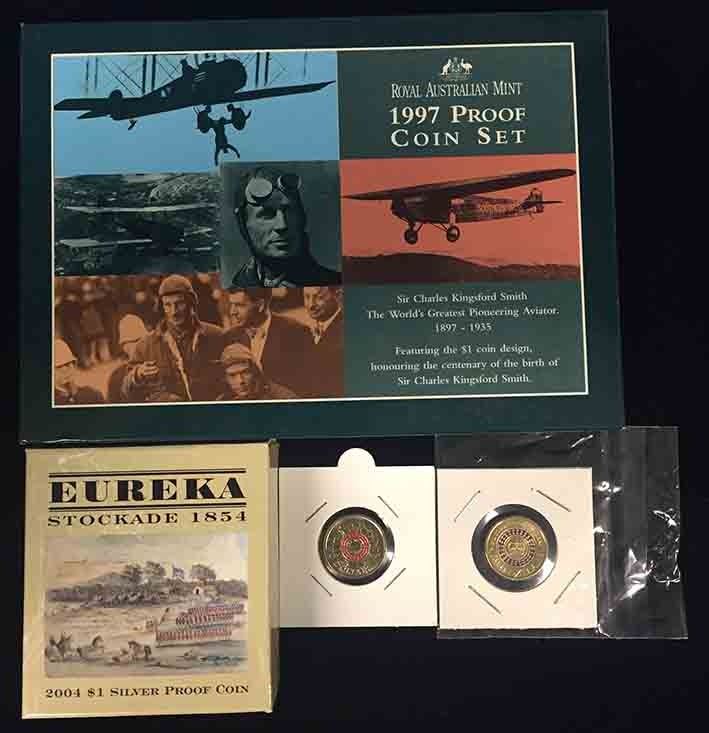 ROYAL AUSTRALIAN MINT
1997 PROOF
COIN SET
Sir Charles Kingsford Smith
The World's Greatest Pioneering Aviator.
1897 - 1935
Featuring the $1 coin design,
honouring the centenary of the birth of
Sir Charles Kingsford Smith.
EUREKA
STOCKADE 1854
2004 $1 SILVER PROOF COIN